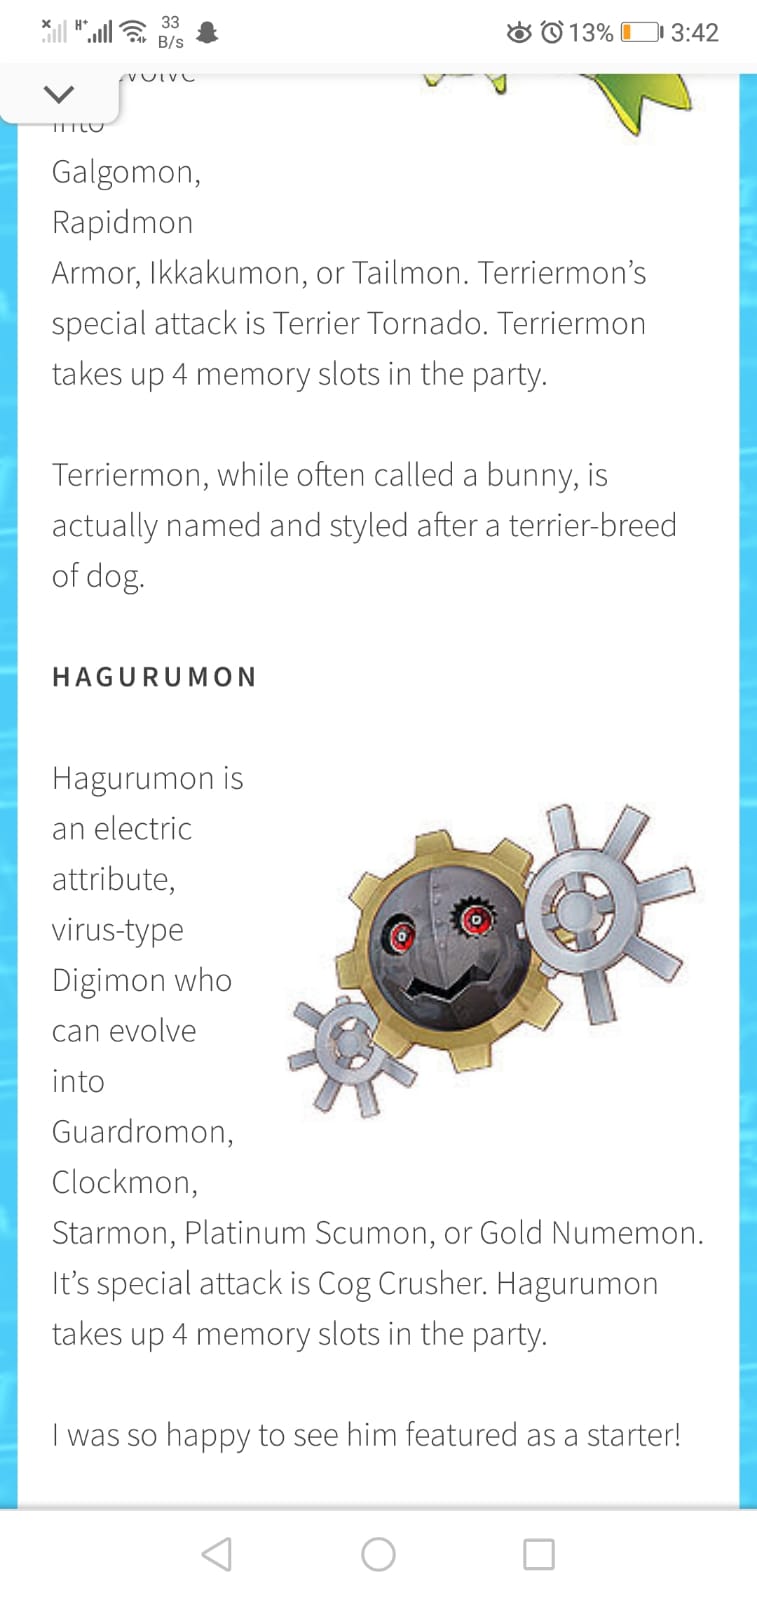 33
H+
B/s
13%
3:42
Galgomon,
Rapidmon
Armor, Ikkakumon, or Tailmon. Terriermon’s
special attack is Terrier Tornado. Terriermon
takes up 4 memory slots in the party.
Terriermon, while often called a bunny, is
actually named and styled after a terrier-breed
of dog.
HAGURUMON
Hagurumon is
an electric
attribute,
virus-type
Digimon who
can evolve
into
Guardromon,
Clockmon,
Starmon, Platinum Scumon, or Gold Numemon.
It’s special attack is Cog Crusher. Hagurumon
takes up 4 memory slots in the party.
I was so happy to see him featured as a starter!